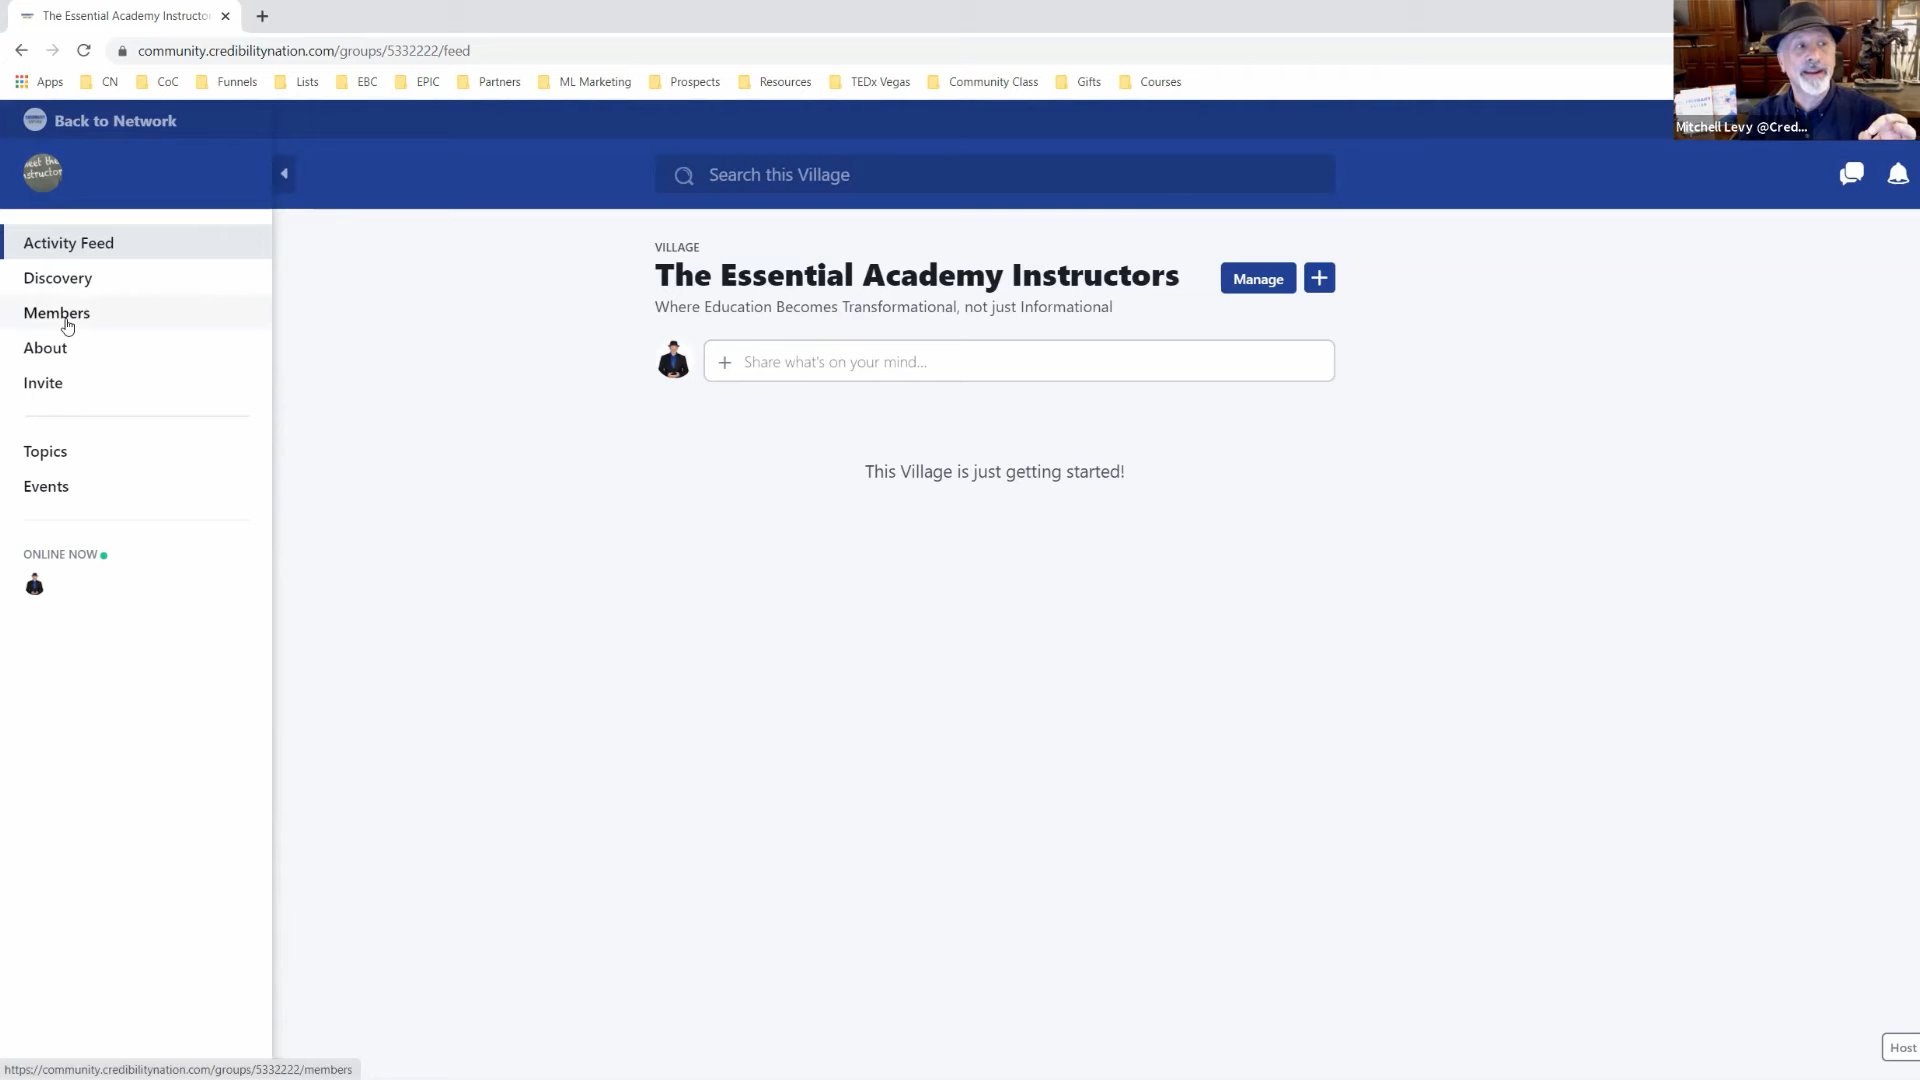 The Essential Academy Instructo
community.credibilitynation.com/groups/5332222/feed
Apps CN CoC Funnels Lists EBC EPIC Partners ML Marketing Prospects Resources TEDx Vegas Community Class Gifts Courses
Mitchell Levy @Cred...
Back to Network
eet the
structor
Search this Village
Activity Feed
Discovery
Members
About
Invite
Topics
Events
ONLINE NOW
VILLAGE
The Essential Academy Instructors
Manage
Where Education Becomes Transformational, not just Informational
Share what's on your mind...
This Village is just getting started!
Host
https://community.credibilitynation.com/groups/5332222/members